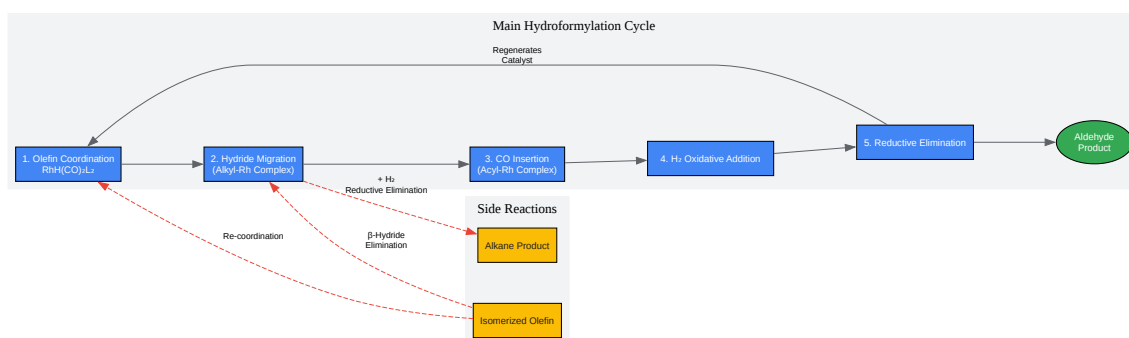 Main Hydroformylation Cycle
Regenerates
Catalyst
1. Olefin Coordination
RhH(CO)₂L₂
2. Hydride Migration
(Alkyl-Rh Complex)
3. CO Insertion
(Acyl-Rh Complex)
4. H₂ Oxidative Addition
5. Reductive Elimination
Aldehyde
Product
+ H₂
Reductive Elimination
Side Reactions
Alkane Product
Re-coordination
β-Hydride
Elimination
Isomerized Olefin